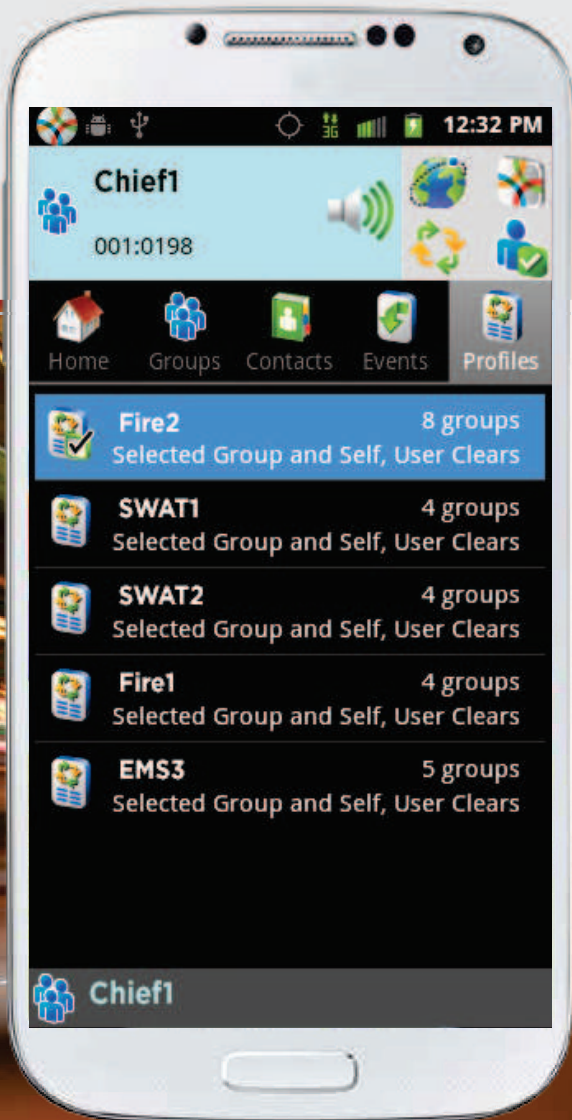 3G 12:32 PM
Chief1
001:0198
Home Groups Contacts Events Profiles
Fire2 8 groups
Selected Group and Self, User Clears
SWAT1 4 groups
Selected Group and Self, User Clears
SWAT2 4 groups
Selected Group and Self, User Clears
Fire1 4 groups
Selected Group and Self, User Clears
EMS3 5 groups
Selected Group and Self, User Clears
Chief1